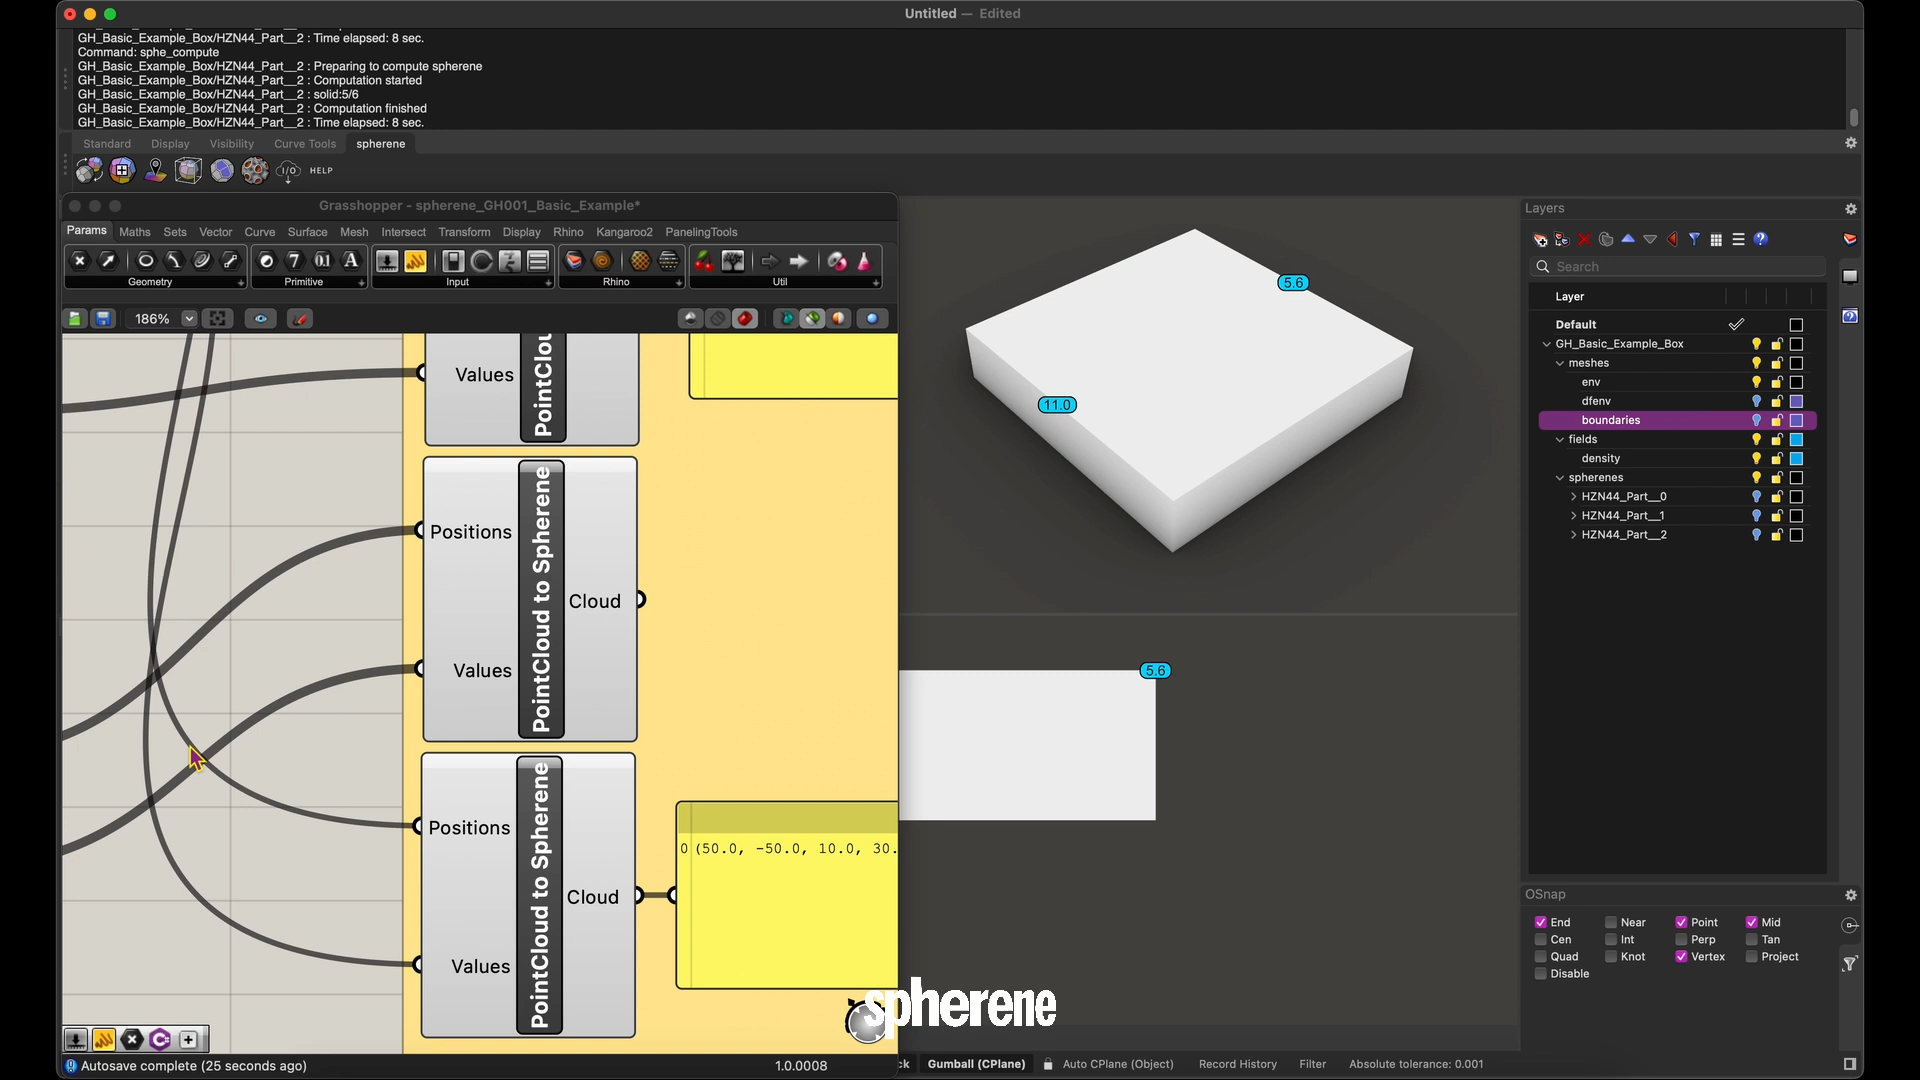 Untitled — Edited
GH_Basic_Example_Box/HZN44_Part__2 : Time elapsed: 8 sec.
Command: sphe_compute
GH_Basic_Example_Box/HZN44_Part__2 : Preparing to compute spherene
GH_Basic_Example_Box/HZN44_Part__2 : Computation started
GH_Basic_Example_Box/HZN44_Part__2 : solid:5/6
GH_Basic_Example_Box/HZN44_Part__2 : Computation finished
GH_Basic_Example_Box/HZN44_Part__2 : Time elapsed: 8 sec.
Standard Display Visibility Curve Tools spherene
I/O HELP
Grasshopper - spherene_GH001_Basic_Example*
Params Maths Sets Vector Curve Surface Mesh Intersect Transform Display Rhino Kangaroo2 PanelingTools
Geometry Primitive Input Rhino Util
186%
Values
PointClou
Positions
Values
PointCloud to Spherene
Cloud
Positions
Values
PointCloud to Spherene
Cloud
0 (50.0, -50.0, 10.0, 30.
Autosave complete (25 seconds ago)
1.0.0008
5.6
11.0
5.6
spherene
Layers
Search
Layer
Default
GH_Basic_Example_Box
meshes
env
dfenv
boundaries
fields
density
spherenes
HZN44_Part__0
HZN44_Part__1
HZN44_Part__2
OSnap
End Near Point Mid
Cen Int Perp Tan
Quad Knot Vertex Project
Disable
ck Gumball (CPlane) Auto CPlane (Object) Record History Filter Absolute tolerance: 0.001